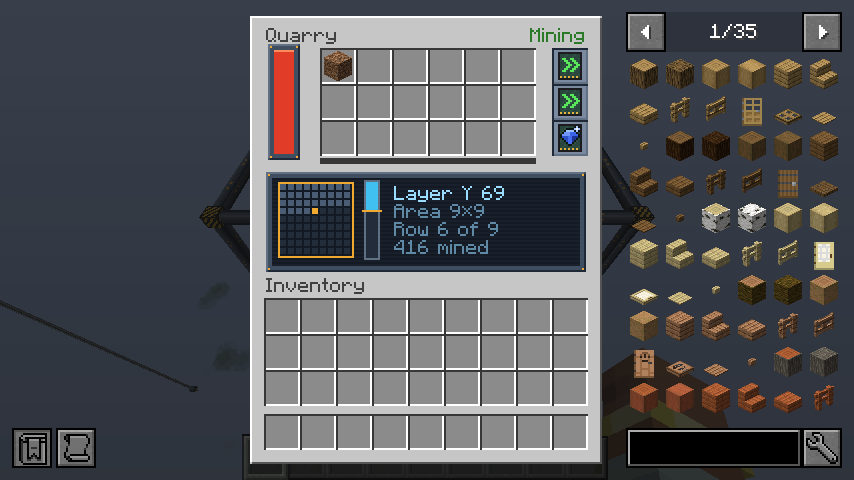 Quarry
Mining
1/35
Layer Y 69
Area 9×9
Row 6 of 9
416 mined
Inventory